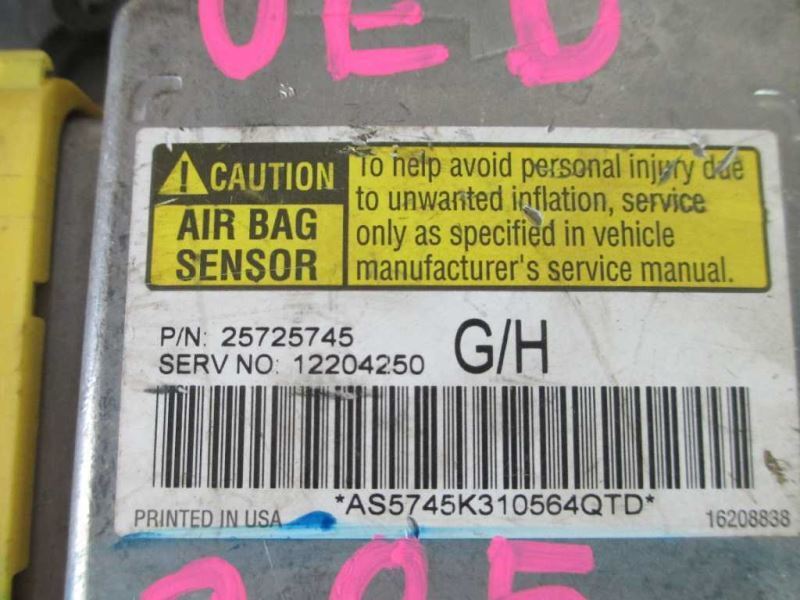 UED
CAUTION
AIR BAG
SENSOR
To help avoid personal injury due
to unwanted inflation, service
only as specified in vehicle
manufacturer's service manual.
P/N: 25725745
SERV NO: 12204250
G/H
*AS5745K310564QTD*
PRINTED IN USA
16208838